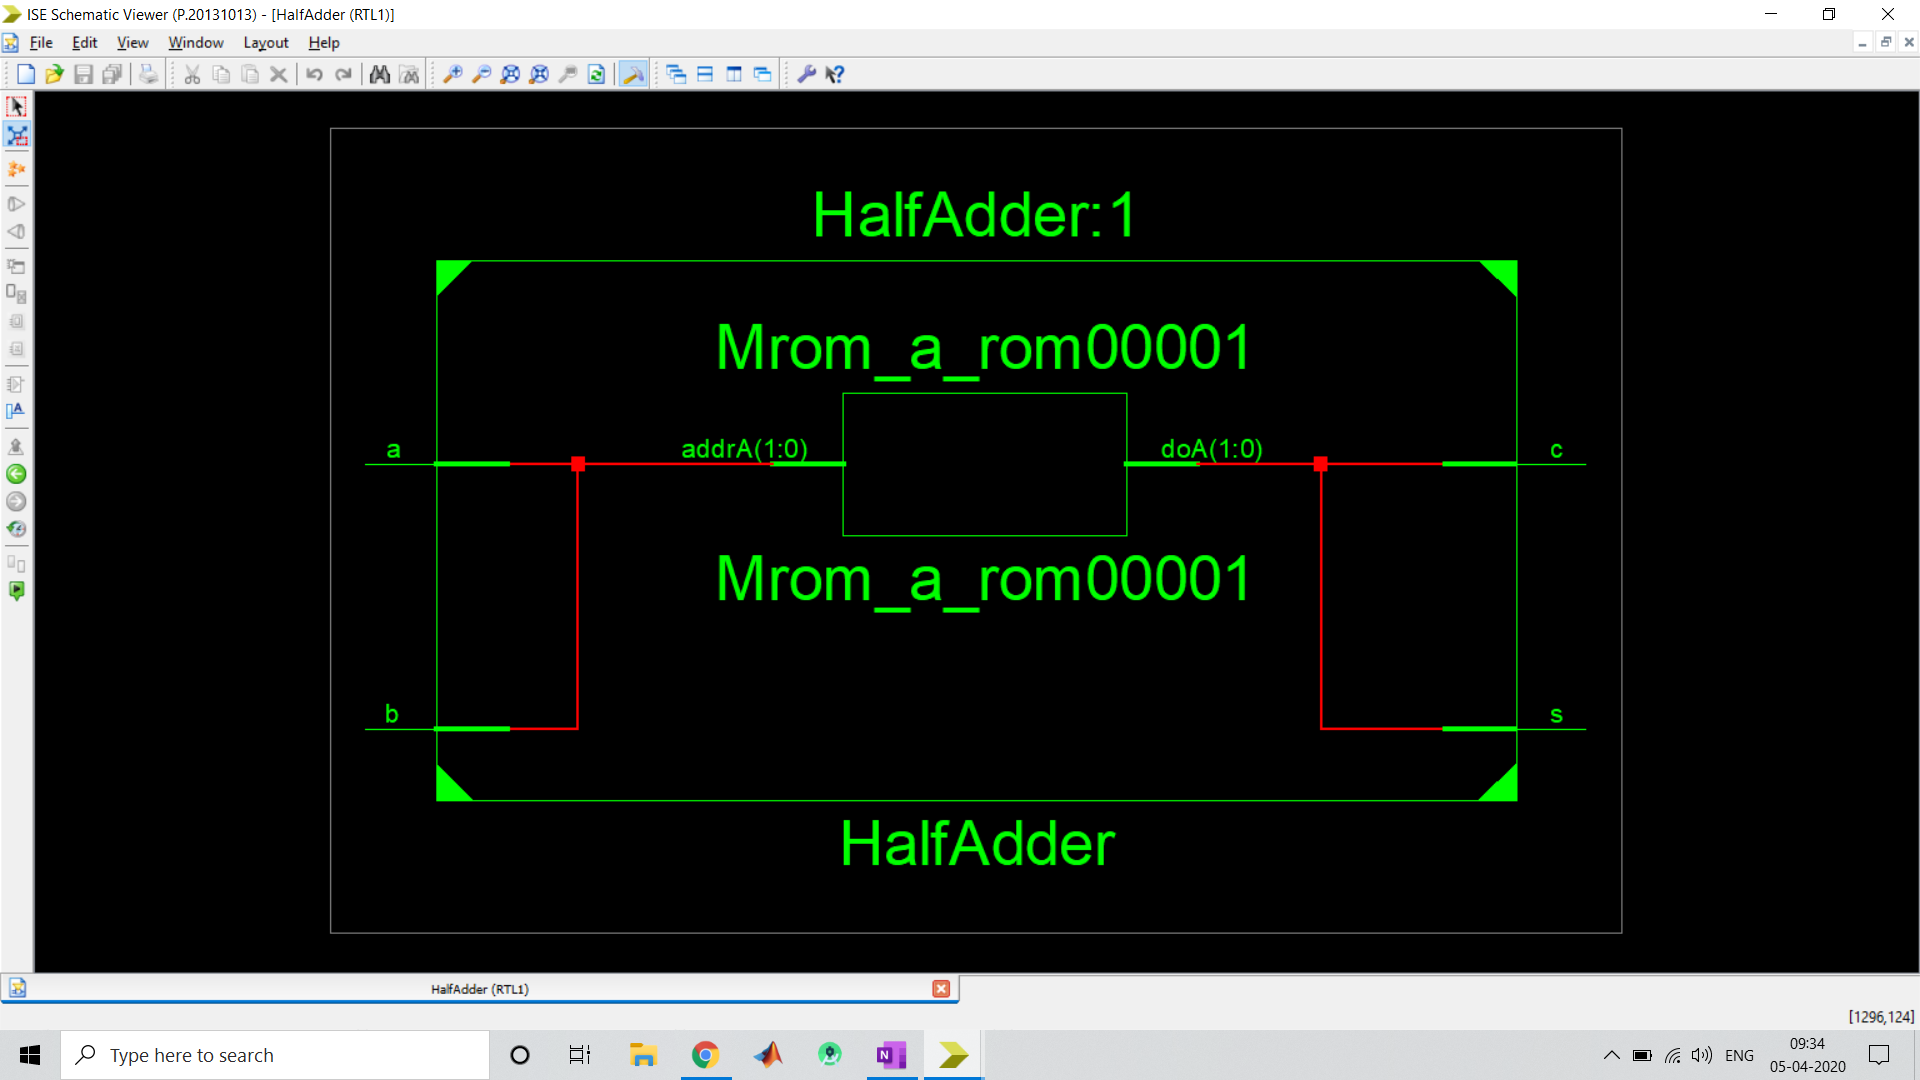 ISE Schematic Viewer (P.20131013) - [HalfAdder (RTL1)]
File Edit View Window Layout Help
HalfAdder:1
Mrom_a_rom00001
a addrA(1:0) doA(1:0) c
Mrom_a_rom00001
b s
HalfAdder
HalfAdder (RTL1)
[1296,124]
Type here to search
ENG
09:34
05-04-2020